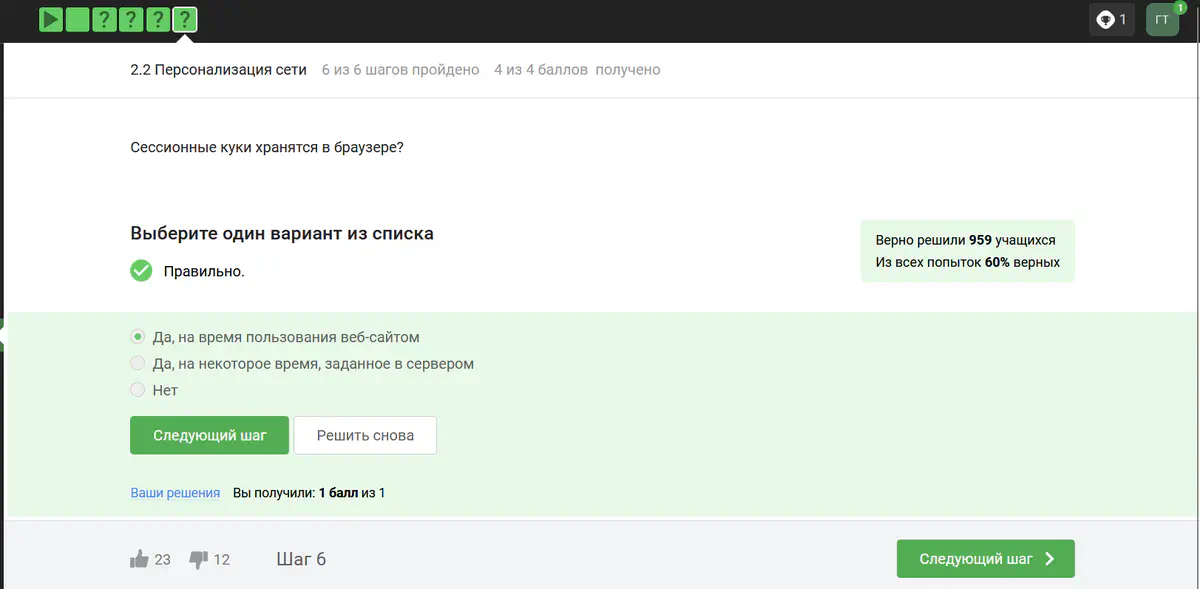 ? ? ? ?
1
ГТ
1
2.2 Персонализация сети 6 из 6 шагов пройдено 4 из 4 баллов получено
Сессионные куки хранятся в браузере?
Выберите один вариант из списка
Правильно.
Верно решили 959 учащихся
Из всех попыток 60% верных
Да, на время пользования веб-сайтом
Да, на некоторое время, заданное в сервером
Нет
Следующий шаг Решить снова
Ваши решения Вы получили: 1 балл из 1
23 12 Шаг 6 Следующий шаг